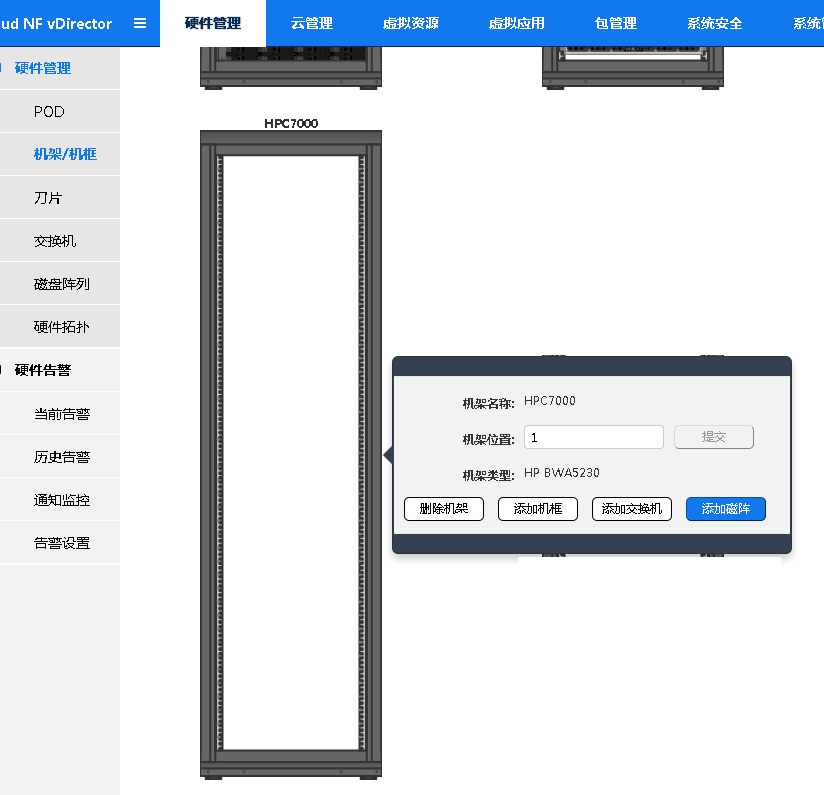 ud NF vDirector
硬件管理
云管理
虚拟资源
虚拟应用
包管理
系统安全
系统
硬件管理
POD
机架/机框
刀片
交换机
磁盘阵列
硬件拓扑
硬件告警
当前告警
历史告警
通知监控
告警设置
HPC7000
机架名称: HPC7000
机架位置: 1 提交
机架类型: HP BWA5230
删除机架 添加机框 添加交换机 添加磁阵